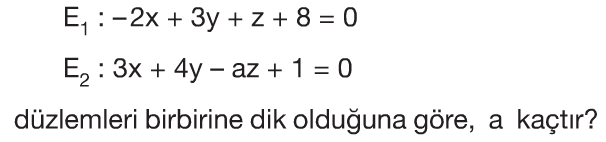 E₁ : –2x + 3y + z + 8 = 0
E₂ : 3x + 4y – az + 1 = 0
düzlemleri birbirine dik olduğuna göre, a kaçtır?